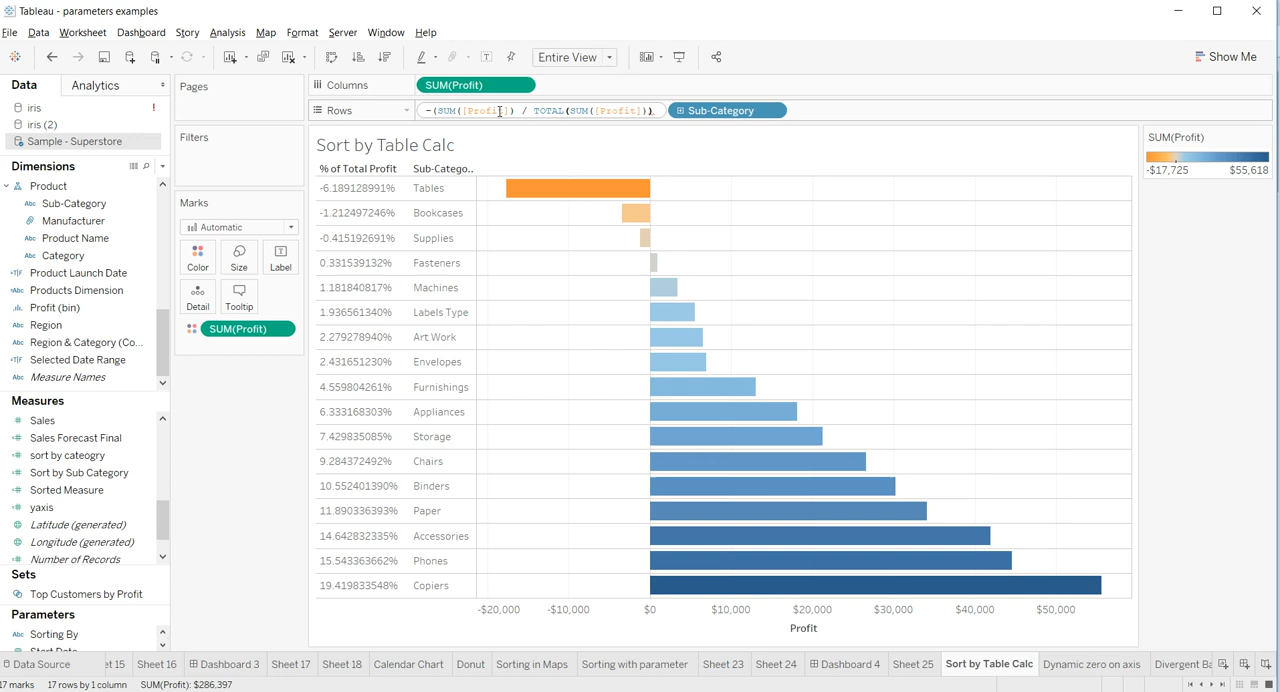 Tableau - parameters examples
File Data Worksheet Dashboard Story Analysis Map Format Server Window Help
Entire View
Show Me
Data Analytics
iris !
iris (2)
Sample - Superstore
Dimensions
Product
Abc Sub-Category
Manufacturer
Abc Product Name
Abc Category
=T|F Product Launch Date
=Abc Products Dimension
Profit (bin)
Abc Region
Abc Region & Category (Co...
=T|F Selected Date Range
Abc Measure Names
Measures
# Sales
=# Sales Forecast Final
=# sort by cateogry
=# Sort by Sub Category
=# Sorted Measure
=# yaxis
=# Latitude (generated)
=# Longitude (generated)
=# Number of Records
Sets
Top Customers by Profit
Parameters
Abc Sorting By
Start Date
Pages
Filters
Marks
Automatic
Color Size Label
Detail Tooltip
SUM(Profit)
Columns SUM(Profit)
Rows -(SUM([Profit]) / TOTAL(SUM([Profit])) Sub-Category
Sort by Table Calc
% of Total Profit Sub-Catego..
-6.189128991% Tables
-1.212497246% Bookcases
-0.415192691% Supplies
0.331539132% Fasteners
1.181840817% Machines
1.936561340% Labels Type
2.279278940% Art Work
2.431651230% Envelopes
4.559804261% Furnishings
6.333168303% Appliances
7.429835085% Storage
9.284372492% Chairs
10.552401390% Binders
11.890336393% Paper
14.642832335% Accessories
15.543363662% Phones
19.419833548% Copiers
-$20,000 -$10,000 $0 $10,000 $20,000 $30,000 $40,000 $50,000
Profit
SUM(Profit)
-$17,725 $55,618
Data Source et 15 Sheet 16 Dashboard 3 Sheet 17 Sheet 18 Calendar Chart Donut Sorting in Maps Sorting with parameter Sheet 23 Sheet 24 Dashboard 4 Sheet 25 Sort by Table Calc Dynamic zero on axis Divergent Ba
17 marks 17 rows by 1 column SUM(Profit): $286,397